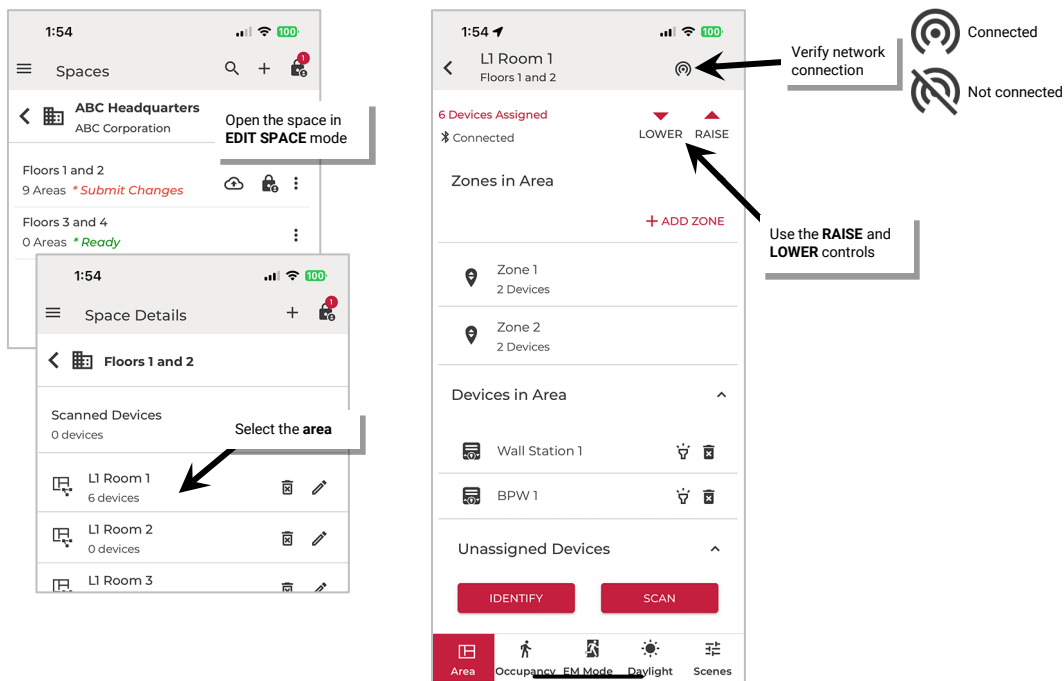 1:54
100
Spaces
1
ABC Headquarters
ABC Corporation
Open the space in
EDIT SPACE mode
Floors 1 and 2
9 Areas * Submit Changes
Floors 3 and 4
0 Areas * Ready
1:54
100
Space Details
1
Floors 1 and 2
Scanned Devices
0 devices
Select the area
L1 Room 1
6 devices
L1 Room 2
0 devices
L1 Room 3
1:54
100
L1 Room 1
Floors 1 and 2
Verify network
connection
Connected
Not connected
6 Devices Assigned
Connected
LOWER RAISE
Zones in Area
+ ADD ZONE
Use the RAISE and
LOWER controls
Zone 1
2 Devices
Zone 2
2 Devices
Devices in Area
Wall Station 1
BPW 1
Unassigned Devices
IDENTIFY SCAN
Area Occupancy EM Mode Daylight Scenes